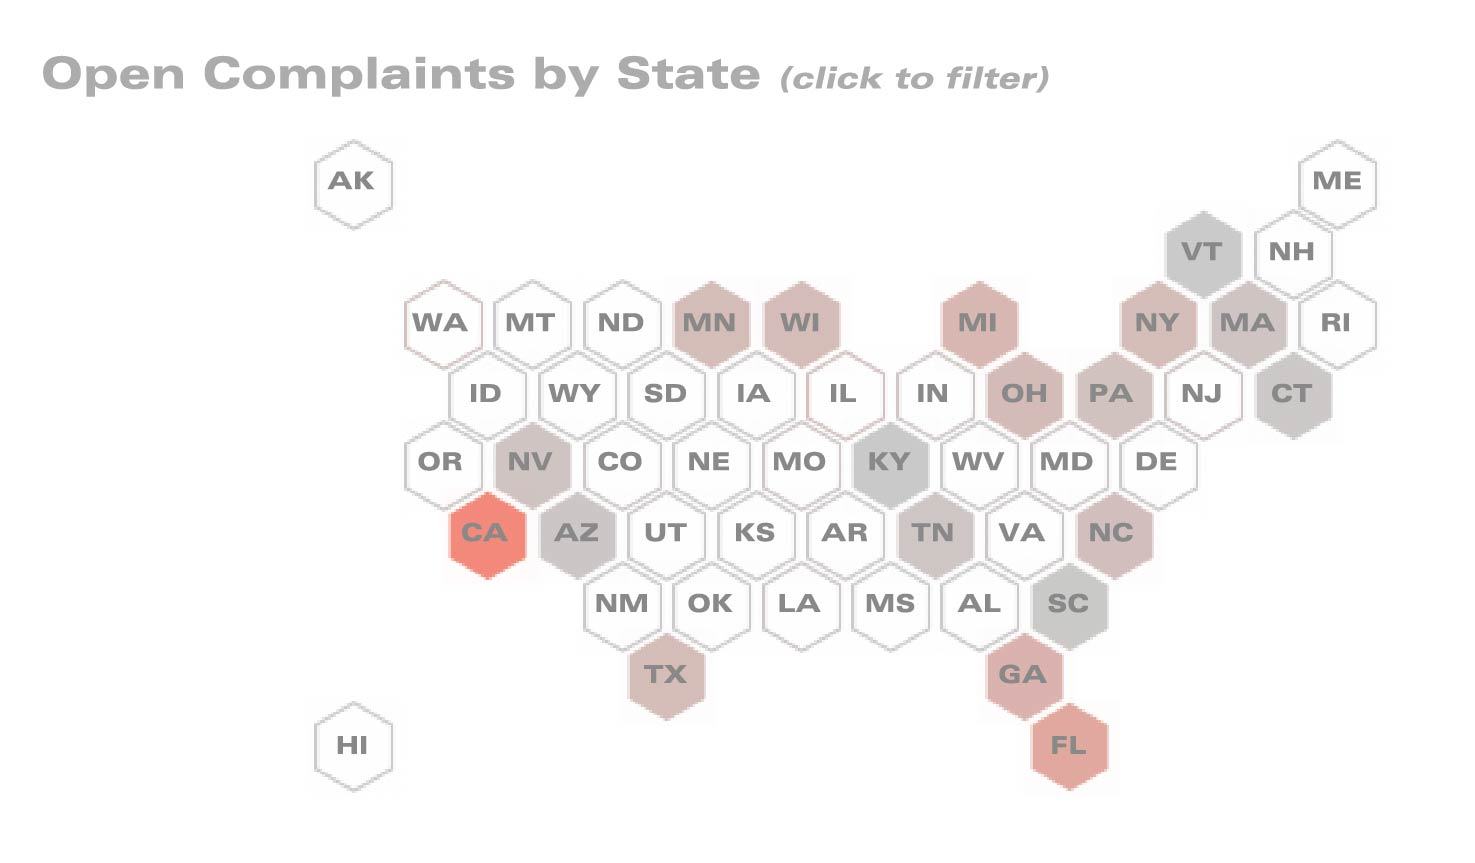 Open Complaints by State (click to filter)
AK
ME
VT NH
WA MT ND MN WI MI NY MA RI
ID WY SD IA IL IN OH PA NJ CT
OR NV CO NE MO KY WV MD DE
CA AZ UT KS AR TN VA NC
NM OK LA MS AL SC
TX GA
HI FL